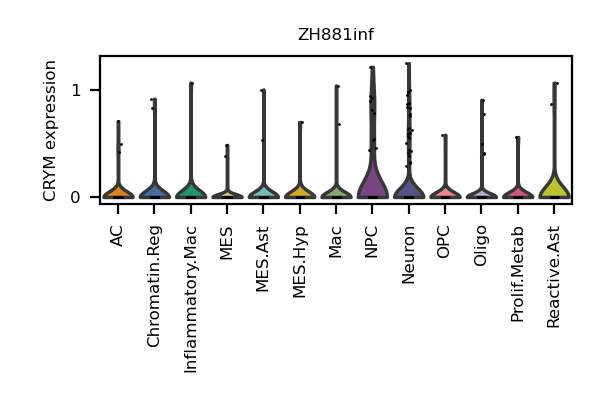 ZH881inf
CRYM expression
1
0
AC
Chromatin.Reg
Inflammatory.Mac
MES
MES.Ast
MES.Hyp
Mac
NPC
Neuron
OPC
Oligo
Prolif.Metab
Reactive.Ast